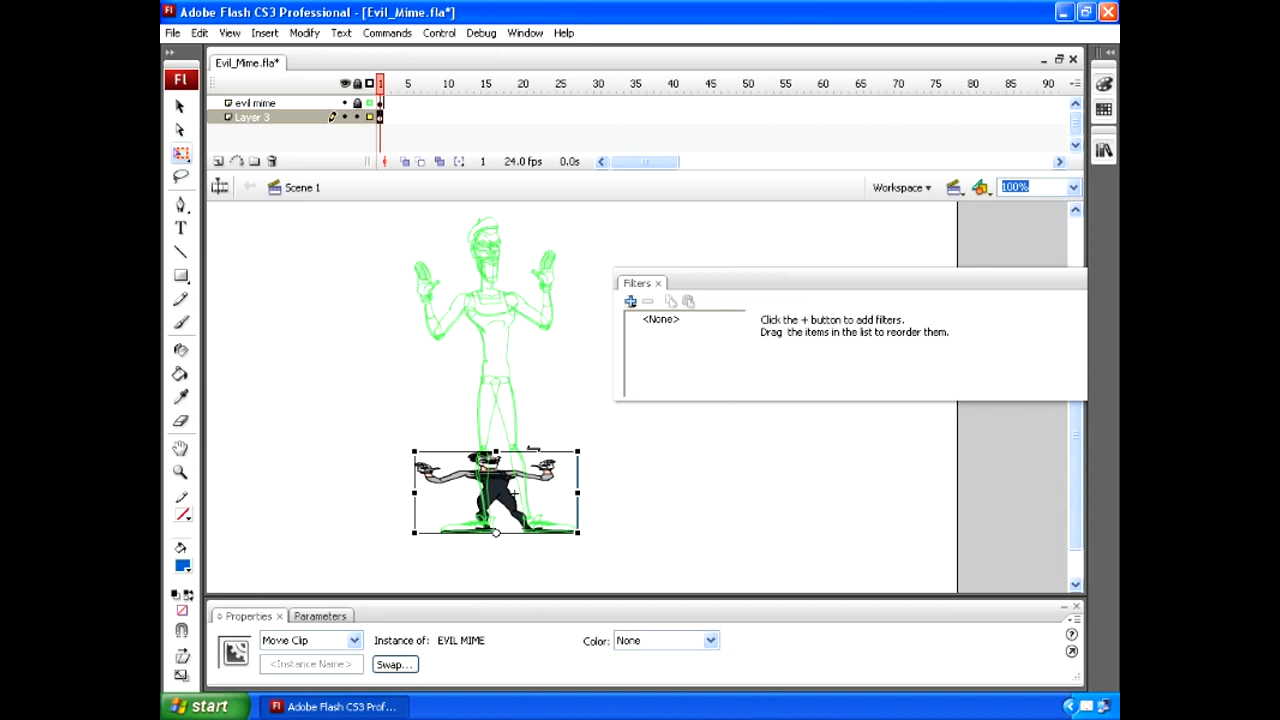 Adobe Flash CS3 Professional - [Evil_Mime.fla*]
File Edit View Insert Modify Text Commands Control Debug Window Help
Fl
Evil_Mime.fla*
1 5 10 15 20 25 30 35 40 45 50 55 60 65 70 75 80 85 90
evil mime
Layer 3
1 24.0 fps 0.0s
Scene 1
Workspace
100%
Filters
<None>
Click the + button to add filters.
Drag the items in the list to reorder them.
Properties
Parameters
Movie Clip
Instance of: EVIL MIME
Color: None
<Instance Name>
Swap...
start
Fl Adobe Flash CS3 Prof...